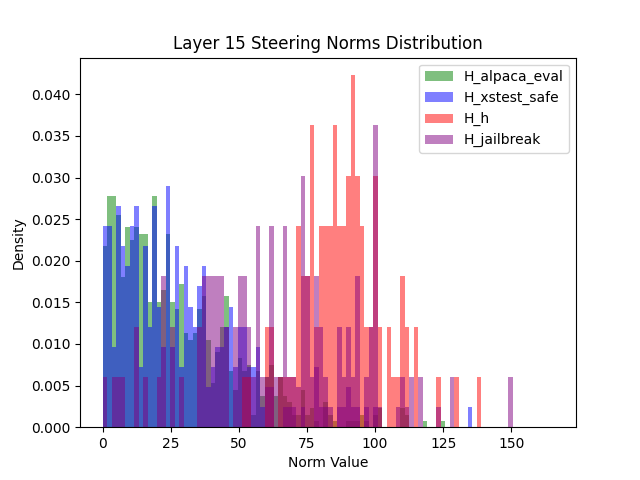 Layer 15 Steering Norms Distribution
H_alpaca_eval
H_xstest_safe
H_h
H_jailbreak
Density
0.040
0.035
0.030
0.025
0.020
0.015
0.010
0.005
0.000
0 25 50 75 100 125 150
Norm Value